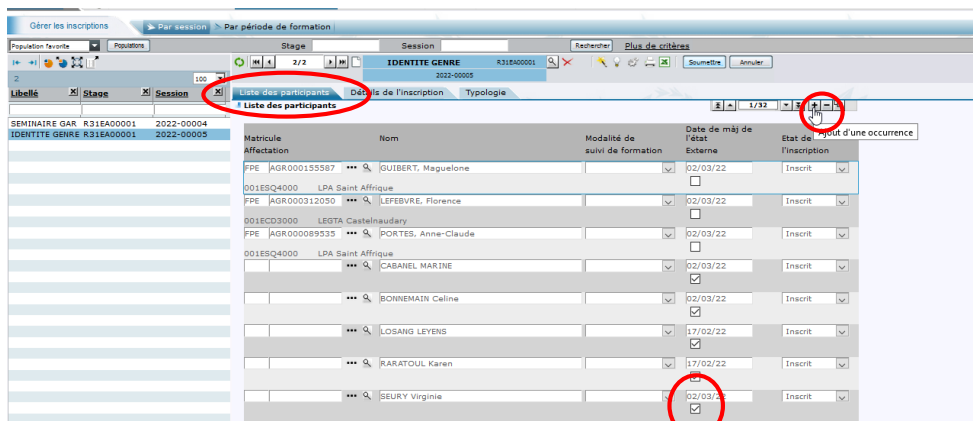 Gérer les inscriptions Par session Par période de formation
Population favorite Populations Stage Session Rechercher Plus de critères
2/2 IDENTITE GENRE R31EA00001 Soumettre Annuler
2022-00005
2 100
Libellé Stage Session Liste des participants Détails de l'inscription Typologie
Liste des participants 1/32
Ajout d'une occurrence
SEMINAIRE GAR R31EA00001 2022-00004
IDENTITE GENRE R31EA00001 2022-00005
Matricule Nom Modalité de Date de màj de l'état Etat de
Affectation suivi de formation Externe l'inscription
FPE AGR000155587 GUIBERT, Maguelone 02/03/22 Inscrit
001ESQ4000 LPA Saint Affrique
FPE AGR000312050 LEFEBVRE, Florence 02/03/22 Inscrit
001ECD3000 LEGTA Castelnaudary
FPE AGR000089535 PORTES, Anne-Claude 02/03/22 Inscrit
001ESQ4000 LPA Saint Affrique
CABANEL MARINE 02/03/22 Inscrit
BONNEMAIN Celine 02/03/22 Inscrit
LOSANG LEYENS 17/02/22 Inscrit
RARATOUL Karen 17/02/22 Inscrit
SEURY Virginie 02/03/22 Inscrit